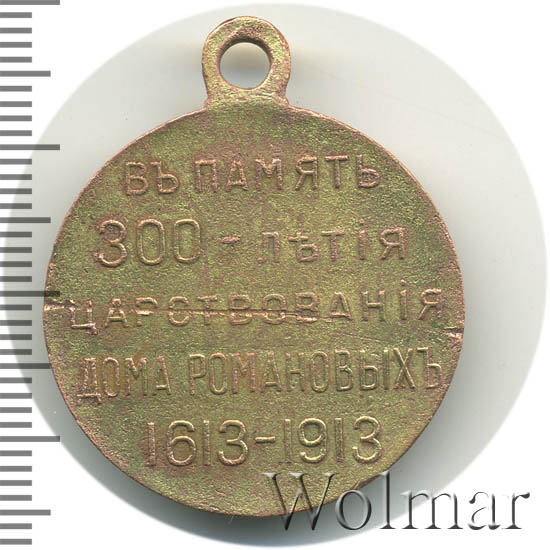 ВЪ ПАМЯТЬ
300-ЛѢТІЯ
ЦАРСТВОВАНІЯ
ДОМА РОМАНОВЫХЪ
1613-1913
Wolmar